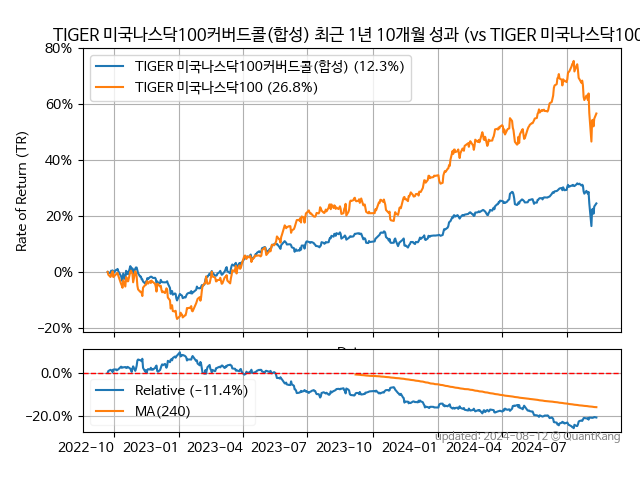 TIGER 미국나스닥100커버드콜(합성) 최근 1년 10개월 성과 (vs TIGER 미국나스닥100
80%
60%
40%
20%
0%
−20%
Rate of Return (TR)
TIGER 미국나스닥100커버드콜(합성) (12.3%)
TIGER 미국나스닥100 (26.8%)
0.0%
−20.0%
Relative (−11.4%)
MA(240)
2022-10 2023-01 2023-04 2023-07 2023-10 2024-01 2024-04 2024-07
updated: 2024-08-12 © QuantKang